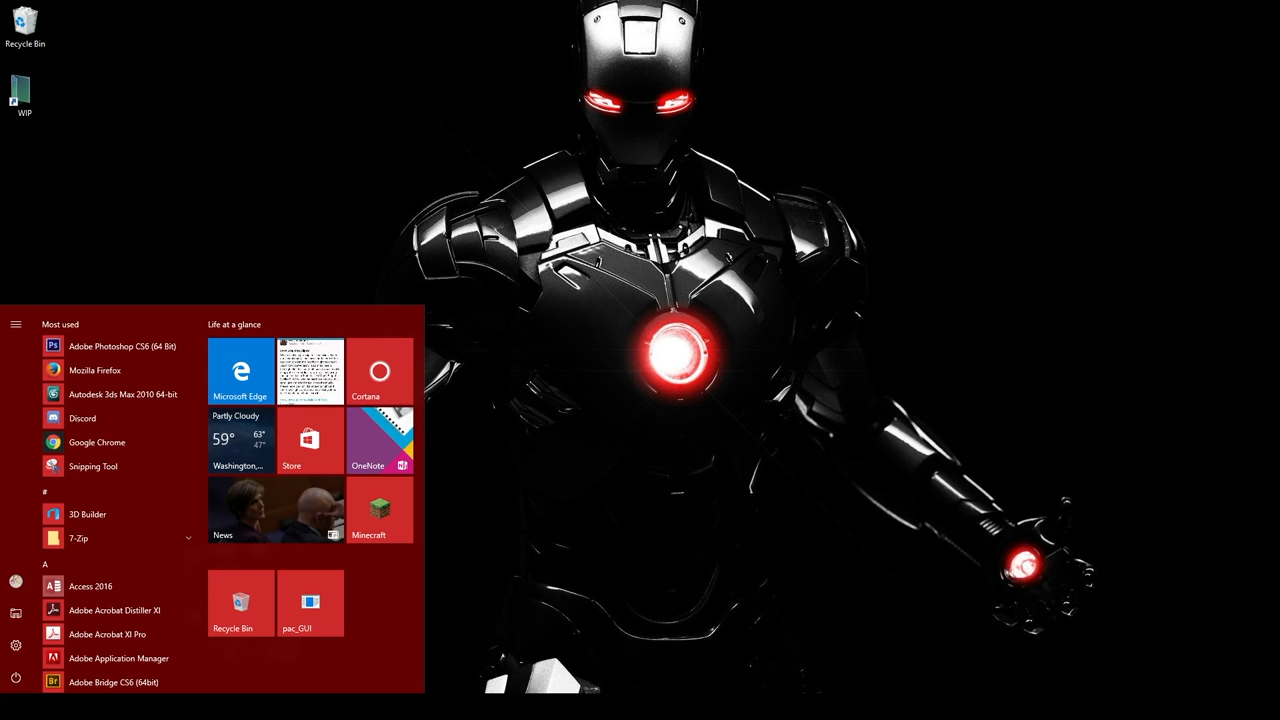 Recycle Bin
WIP
Most used
Adobe Photoshop CS6 (64 Bit)
Mozilla Firefox
Autodesk 3ds Max 2010 64-bit
Discord
Google Chrome
Snipping Tool
#
3D Builder
7-Zip
A
Access 2016
Adobe Acrobat Distiller XI
Adobe Acrobat XI Pro
Adobe Application Manager
Adobe Bridge CS6 (64bit)
Life at a glance
Microsoft Edge
Cortana
Partly Cloudy
59°
63°
47°
Washington,...
Store
OneNote
News
Minecraft
Recycle Bin
pac_GUI